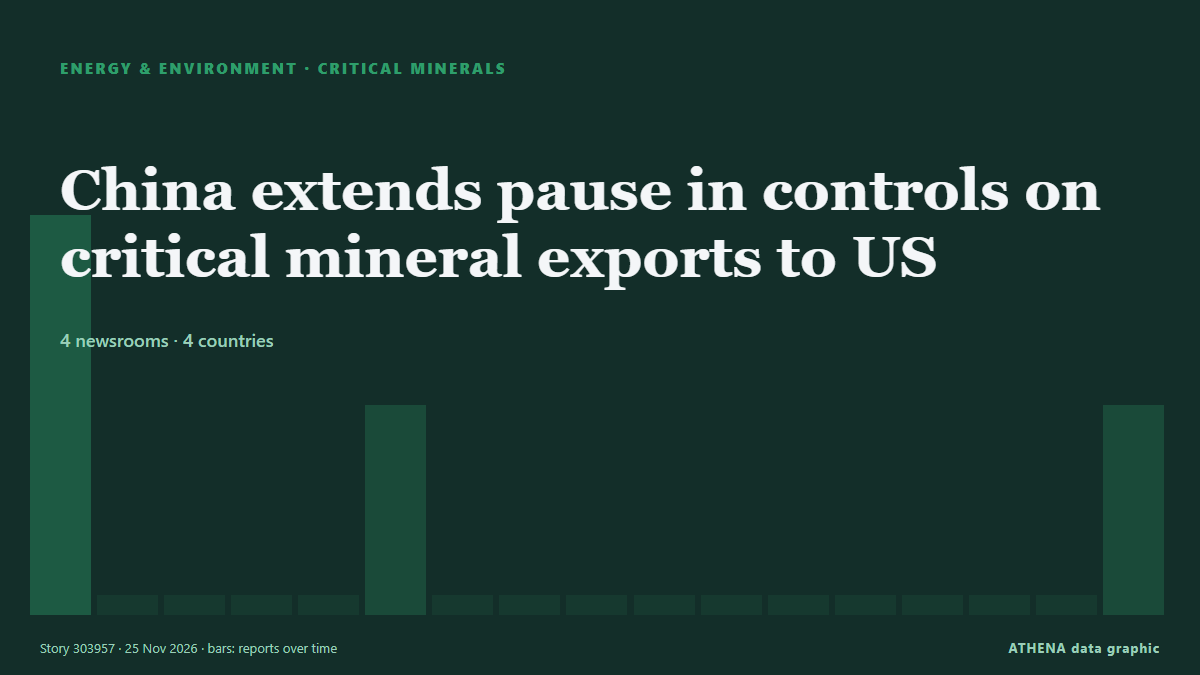 ENERGY & ENVIRONMENT · CRITICAL MINERALS
China extends pause in controls on
critical mineral exports to US
4 newsrooms · 4 countries
Story 303957 · 25 Nov 2026 · bars: reports over time
ATHENA data graphic